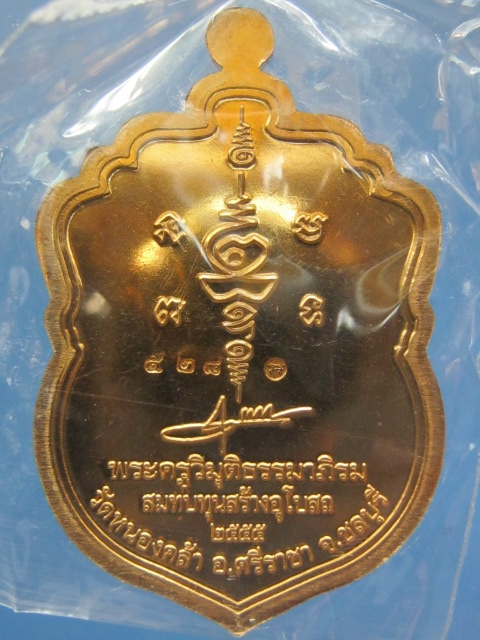 ๕๒๘
พระครูวิมุติธรรมาภิรม
สมทบทุนสร้างอุโบสถ
๒๕๕๕
วัดหนองคล้า อ.ศรีราชา จ.ชลบุรี